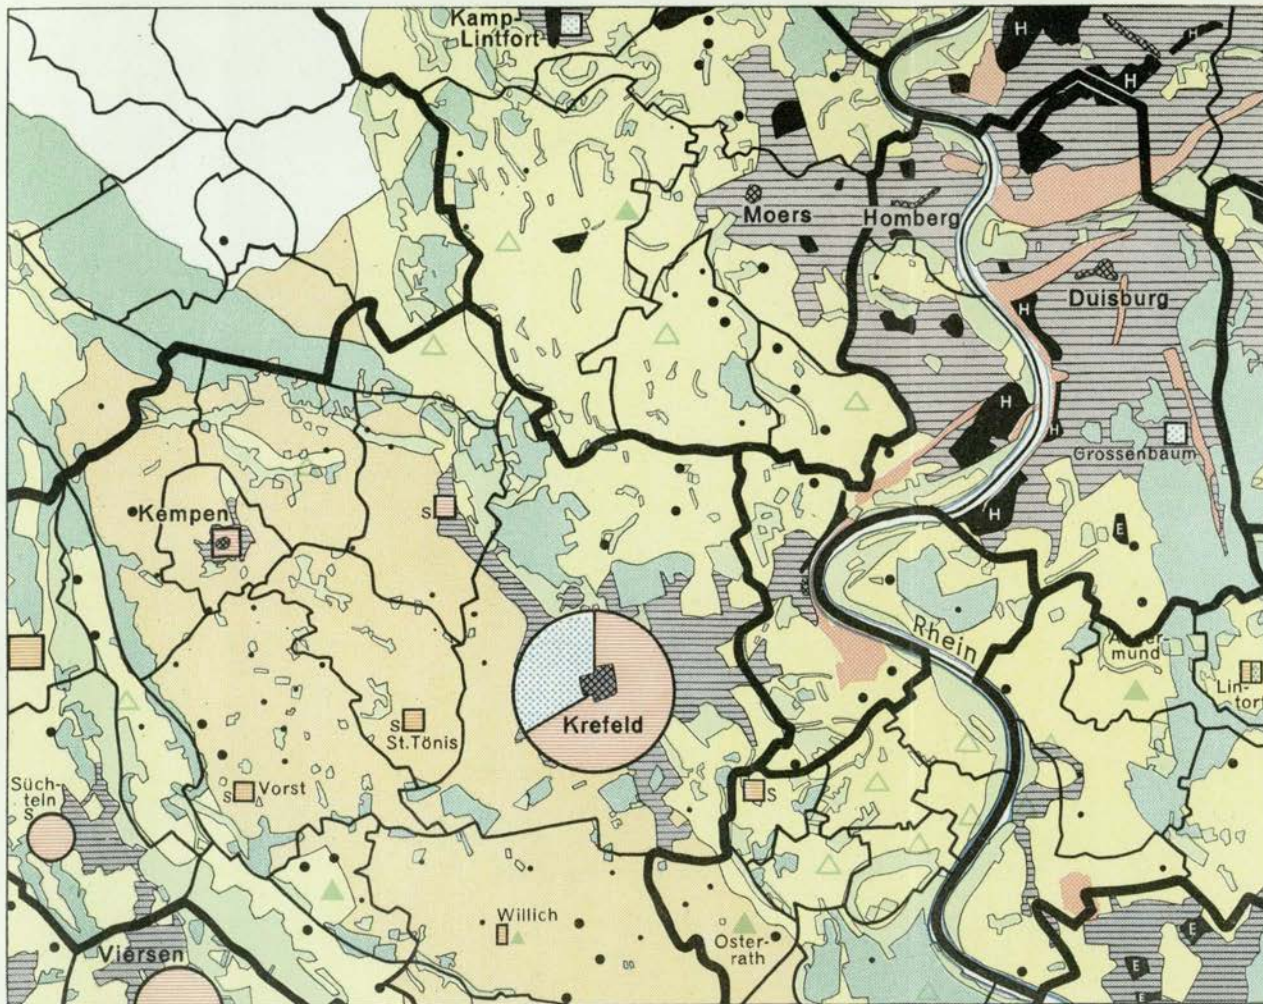 Kamp-
Lintfort
H
H
H
Moers
Homberg
Duisburg
H
H
H
Grossenbaum
H
E
Kempen
S
Rhein
Anger-
mund
Lin-
torf
Krefeld
St.Tönis
S
Vorst
S
S
Süch-
teln
S
Willich
Oster-
rath
Viersen
E
E
E